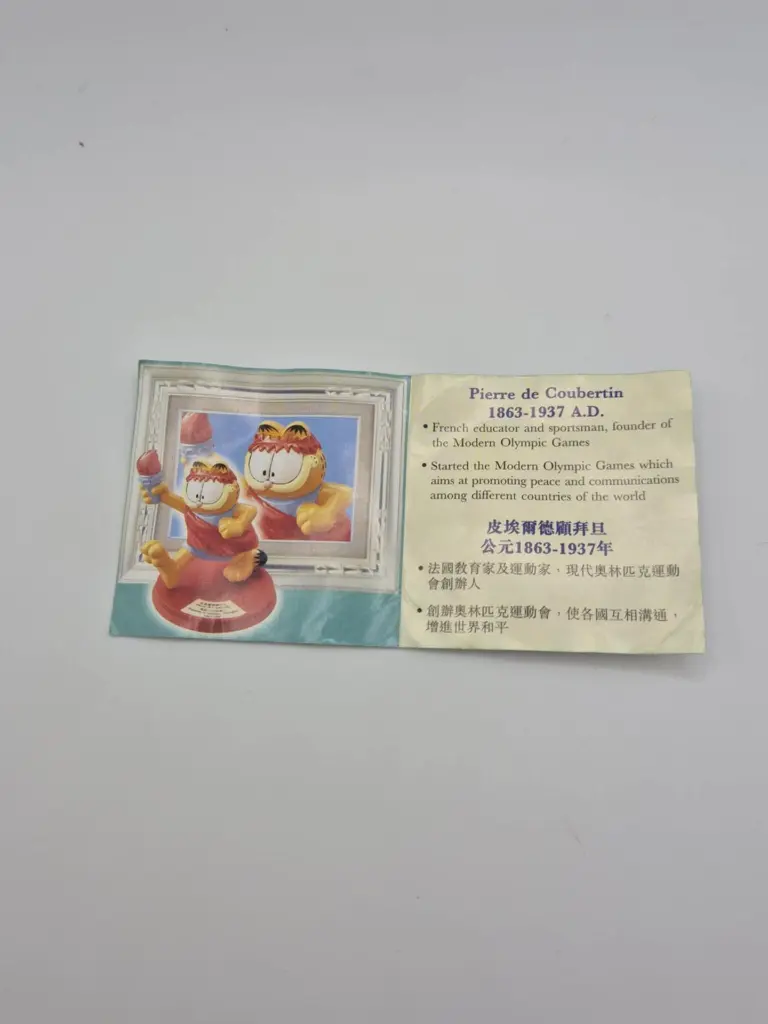 Pierre de Coubertin
1863-1937 A.D.
• French educator and sportsman, founder of
the Modern Olympic Games
• Started the Modern Olympic Games which
aims at promoting peace and communications
among different countries of the world
皮埃爾德顧拜旦
公元1863-1937年
• 法國教育家及運動家，現代奧林匹克運動
會創辦人
• 創辦奧林匹克運動會，使各國互相溝通，
增進世界和平